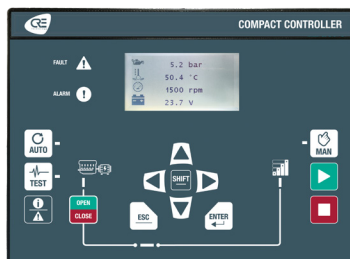 CRE
COMPACT CONTROLLER
FAULT
ALARM
5.2 bar
50.4 °C
1500 rpm
23.7 V
AUTO
MAN
TEST
SHIFT
OPEN
CLOSE
ESC
ENTER